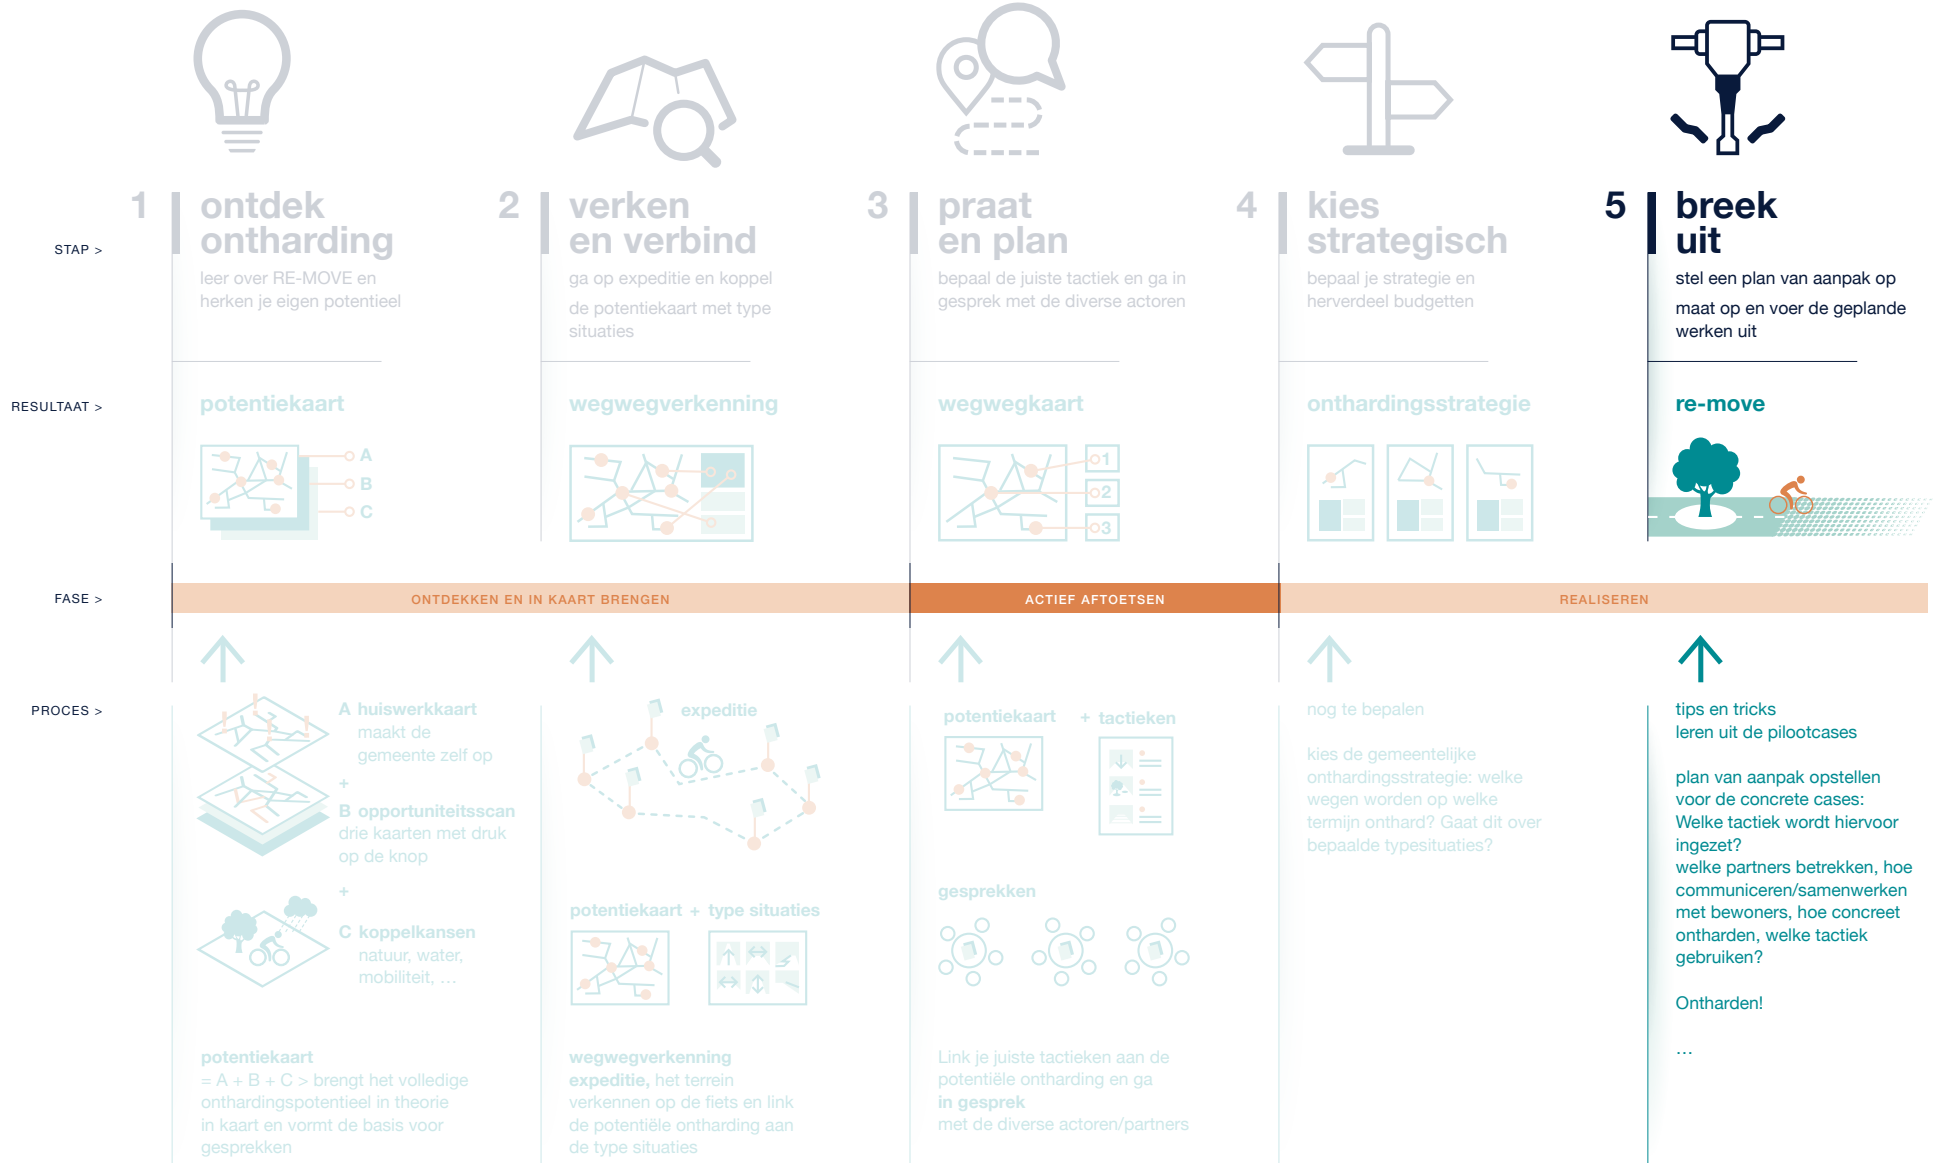 STAP >
1
ontdek
ontharding
leer over RE-MOVE en
herken je eigen potentieel
2
verken
en verbind
ga op expeditie en koppel
de potentiekaart met type
situaties
3
praat
en plan
bepaal de juiste tactiek en ga in
gesprek met de diverse actoren
4
kies
strategisch
bepaal je strategie en
herverdeel budgetten
5
breek
uit
stel een plan van aanpak op
maat op en voer de geplande
werken uit
RESULTAAT >
potentiekaart
A
B
C
wegwegverkenning
wegwegkaart
1
2
3
onthardingsstrategie
re-move
FASE >
ONTDEKKEN EN IN KAART BRENGEN
ACTIEF AFTOETSEN
REALISEREN
PROCES >
A huiswerkkaart
maakt de
gemeente zelf op
+
B opportuniteitsscan
drie kaarten met druk
op de knop
+
C koppelkansen
natuur, water,
mobiliteit, ...
potentiekaart
= A + B + C > brengt het volledige
onthardingspotentieel in theorie
in kaart en vormt de basis voor
gesprekken
expeditie
potentiekaart + type situaties
wegwegverkenning
expeditie, het terrein
verkennen op de fiets en link
de potentiële ontharding aan
de type situaties
potentiekaart + tactieken
gesprekken
Link je juiste tactieken aan de
potentiële ontharding en ga
in gesprek
met de diverse actoren/partners
nog te bepalen
kies de gemeentelijke
onthardingsstrategie: welke
wegen worden op welke
termijn onthard? Gaat dit over
bepaalde typesituaties?
tips en tricks
leren uit de pilootcases
plan van aanpak opstellen
voor de concrete cases:
Welke tactiek wordt hiervoor
ingezet?
welke partners betrekken, hoe
communiceren/samenwerken
met bewoners, hoe concreet
ontharden, welke tactiek
gebruiken?
Ontharden!
...